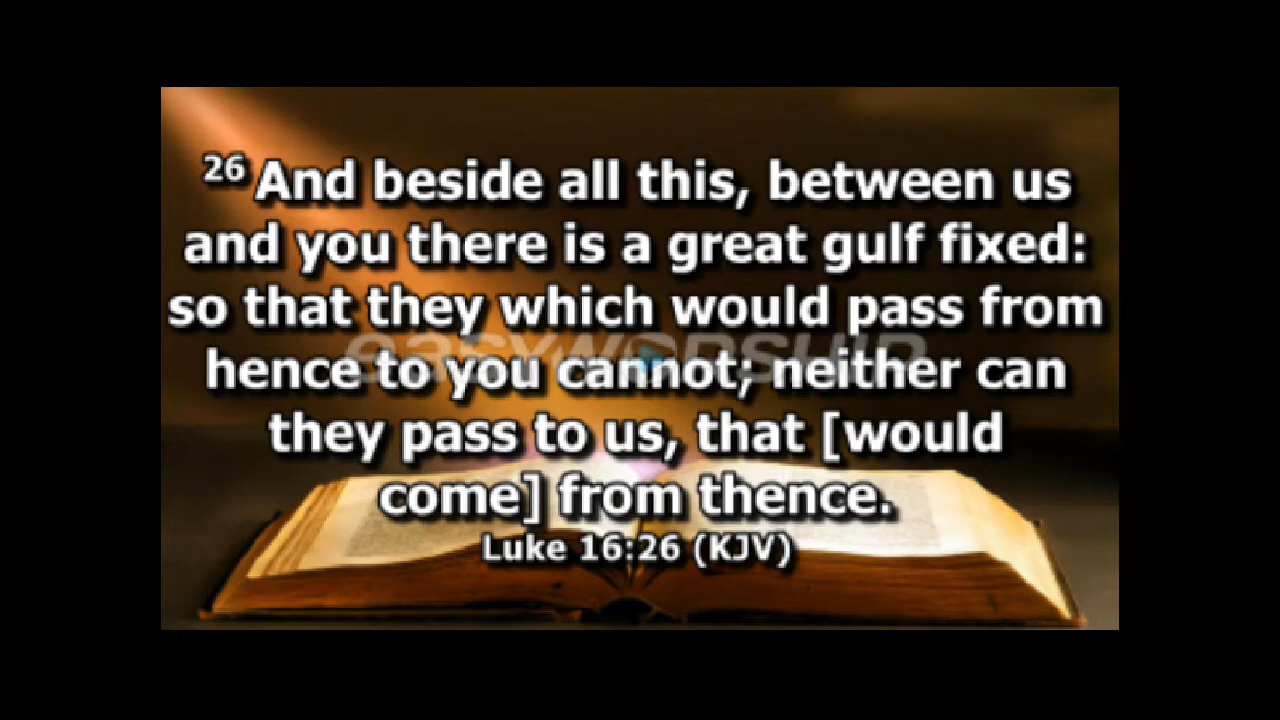 26 And beside all this, between us
and you there is a great gulf fixed:
so that they which would pass from
easyworship
hence to you cannot; neither can
they pass to us, that [would
come] from thence.
Luke 16:26 (KJV)